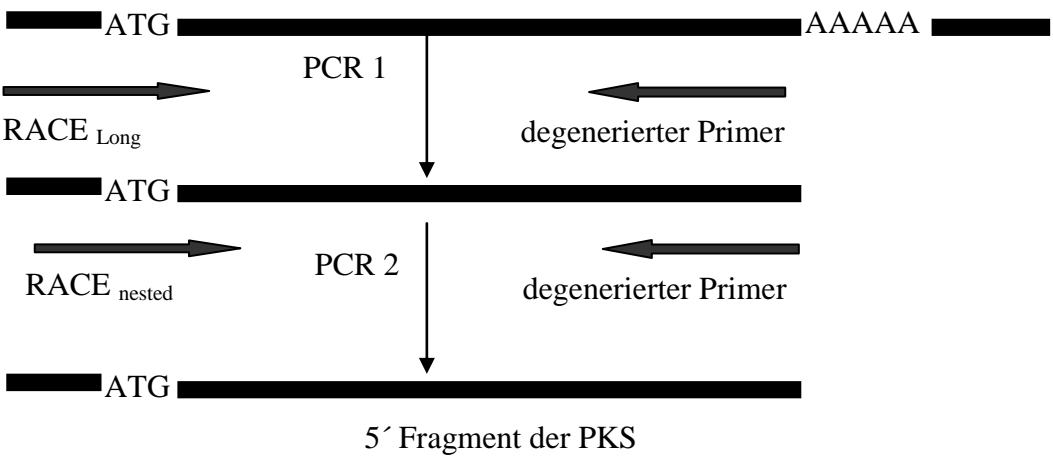 ATG AAAAA
PCR 1
RACE Long degenerierter Primer
ATG
PCR 2
RACE nested degenerierter Primer
ATG
5´ Fragment der PKS